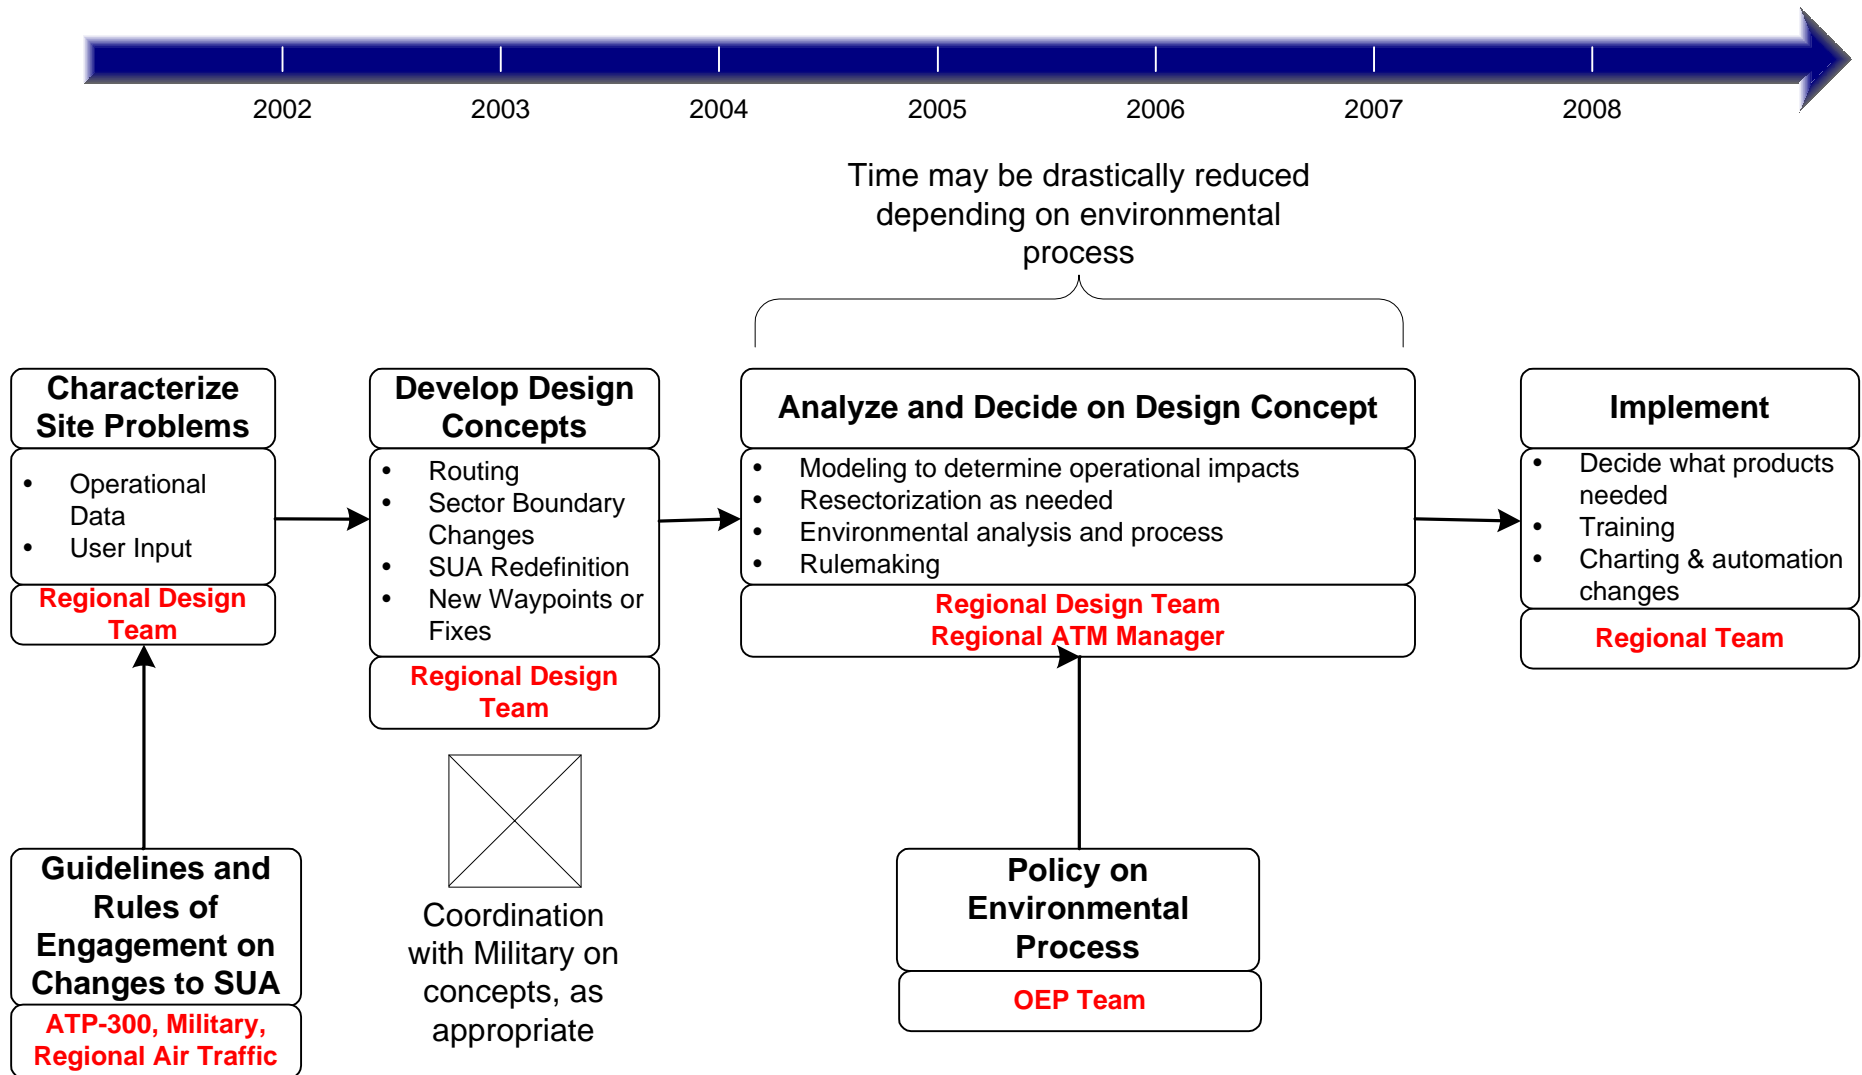 2002 2003 2004 2005 2006 2007 2008
Time may be drastically reduced
depending on environmental
process
Characterize
Site Problems
• Operational
Data
• User Input
Regional Design
Team
Develop Design
Concepts
• Routing
• Sector Boundary
Changes
• SUA Redefinition
• New Waypoints or
Fixes
Regional Design
Team
Analyze and Decide on Design Concept
• Modeling to determine operational impacts
• Resectorization as needed
• Environmental analysis and process
• Rulemaking
Regional Design Team
Regional ATM Manager
Implement
• Decide what products
needed
• Training
• Charting & automation
changes
Regional Team
Guidelines and
Rules of
Engagement on
Changes to SUA
ATP-300, Military,
Regional Air Traffic
Coordination
with Military on
concepts, as
appropriate
Policy on
Environmental
Process
OEP Team